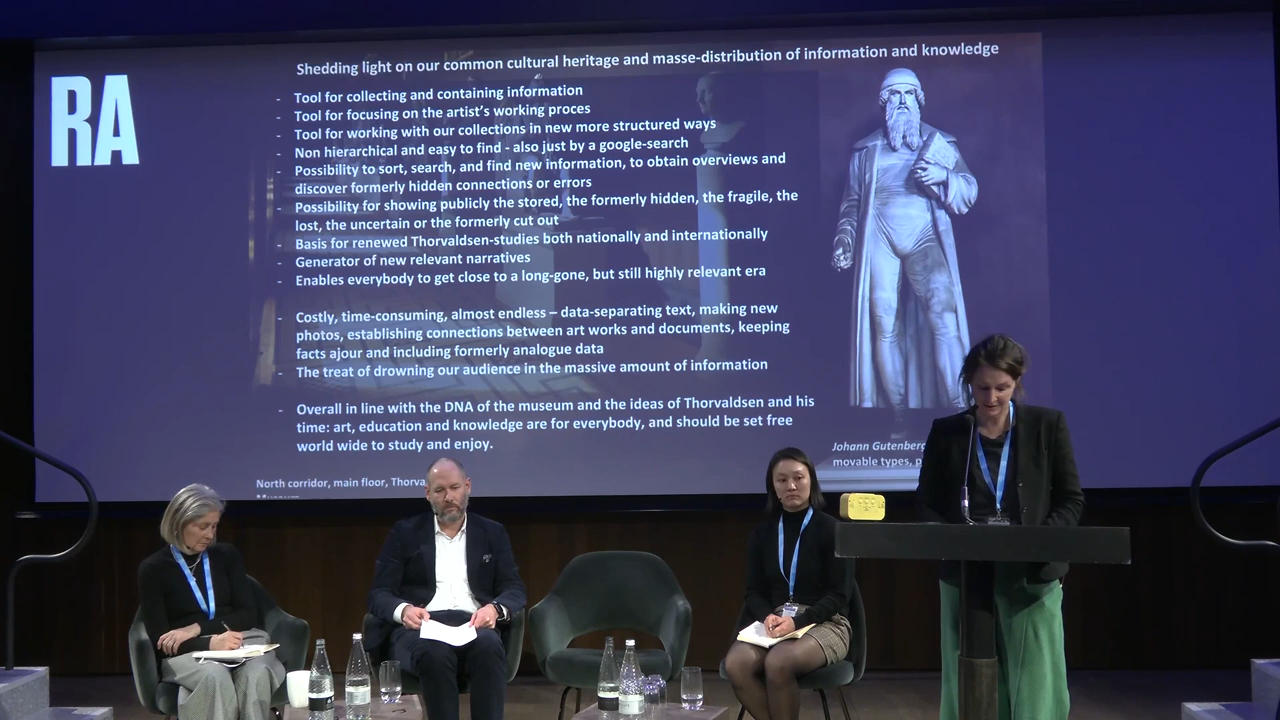 RA
Shedding light on our common cultural heritage and masse-distribution of information and knowledge
- Tool for collecting and containing information
- Tool for focusing on the artist's working proces
- Tool for working with our collections in new more structured ways
- Non hierarchical and easy to find - also just by a google-search
- Possibility to sort, search, and find new information, to obtain overviews and
discover formerly hidden connections or errors
- Possibility for showing publicly the stored, the formerly hidden, the fragile, the
lost, the uncertain or the formerly cut out
- Basis for renewed Thorvaldsen-studies both nationally and internationally
- Generator of new relevant narratives
- Enables everybody to get close to a long-gone, but still highly relevant era
- Costly, time-consuming, almost endless – data-separating text, making new
photos, establishing connections between art works and documents, keeping
facts ajour and including formerly analogue data
- The treat of drowning our audience in the massive amount of information
- Overall in line with the DNA of the museum and the ideas of Thorvaldsen and his
time: art, education and knowledge are for everybody, and should be set free
world wide to study and enjoy.
Johann Gutenberg
movable types, p
North corridor, main floor, Thorva